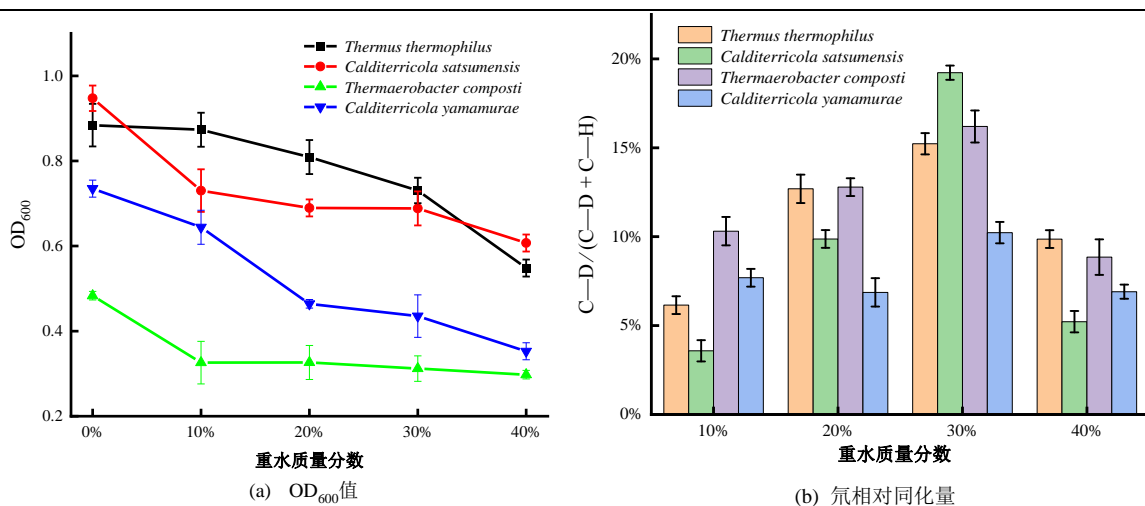 Thermus thermophilus
Calditerricola satsumensis
Thermaerobacter composti
Calditerricola yamamurae
1.0
0.8
0.6
0.4
0.2
OD600
0% 10% 20% 30% 40%
重水质量分数
(a) OD600值
Thermus thermophilus
Calditerricola satsumensis
Thermaerobacter composti
Calditerricola yamamurae
20%
15%
10%
5%
0%
C—D/(C—D + C—H)
10% 20% 30% 40%
重水质量分数
(b) 氘相对同化量